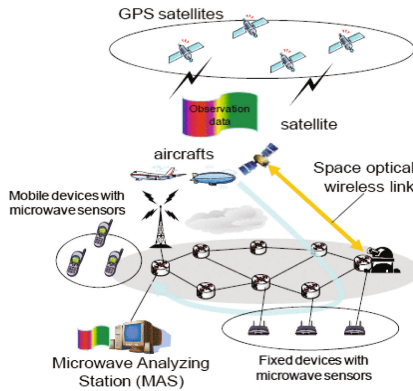 GPS satellites
Observation
data
satellite
aircrafts
Space optical
wireless link
Mobile devices with
microwave sensors
Microwave Analyzing
Station (MAS)
Fixed devices with
microwave sensors